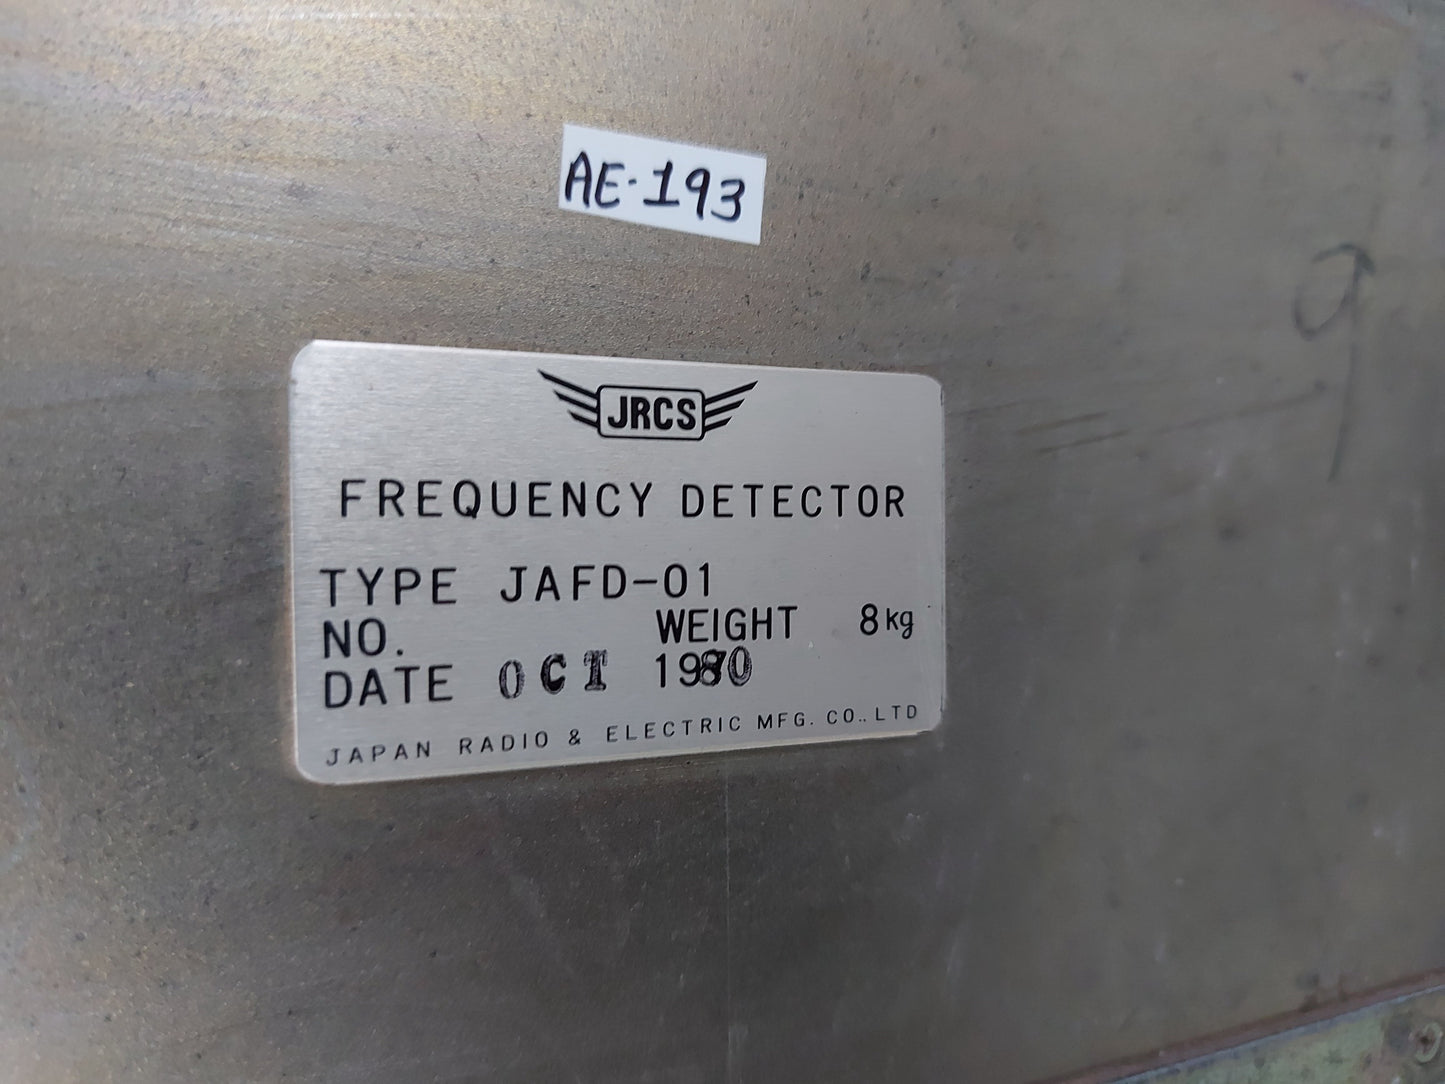 AE-193
JRCS
FREQUENCY DETECTOR
TYPE JAFD-01
NO. WEIGHT 8kg
DATE OCT 1980
JAPAN RADIO & ELECTRIC MFG. CO., LTD
9